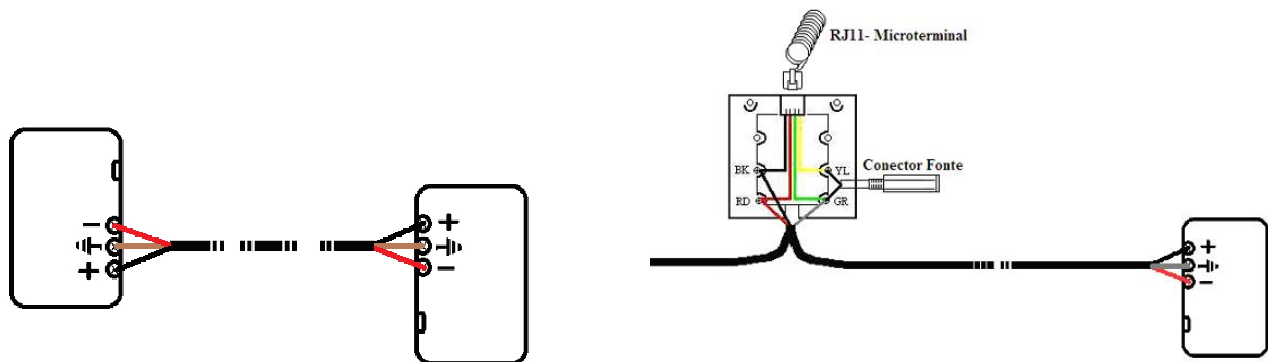 RJ11- Microterminal
BK
YL
Conector Fonte
RD
GR
−
+
+
−
+
−